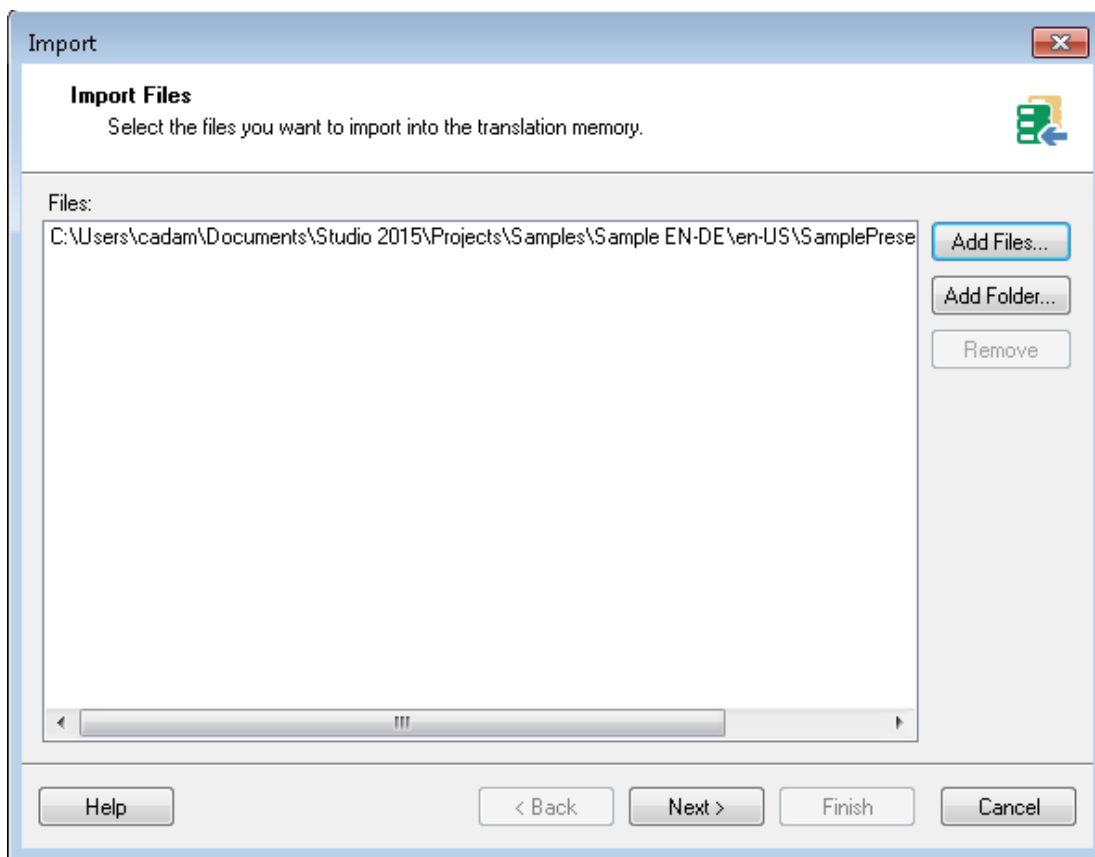 Import
Import Files
Select the files you want to import into the translation memory.
Files:
C:\Users\cadam\Documents\Studio 2015\Projects\Samples\Sample EN-DE\en-US\SamplePrese
Add Files...
Add Folder...
Remove
Help
< Back
Next >
Finish
Cancel